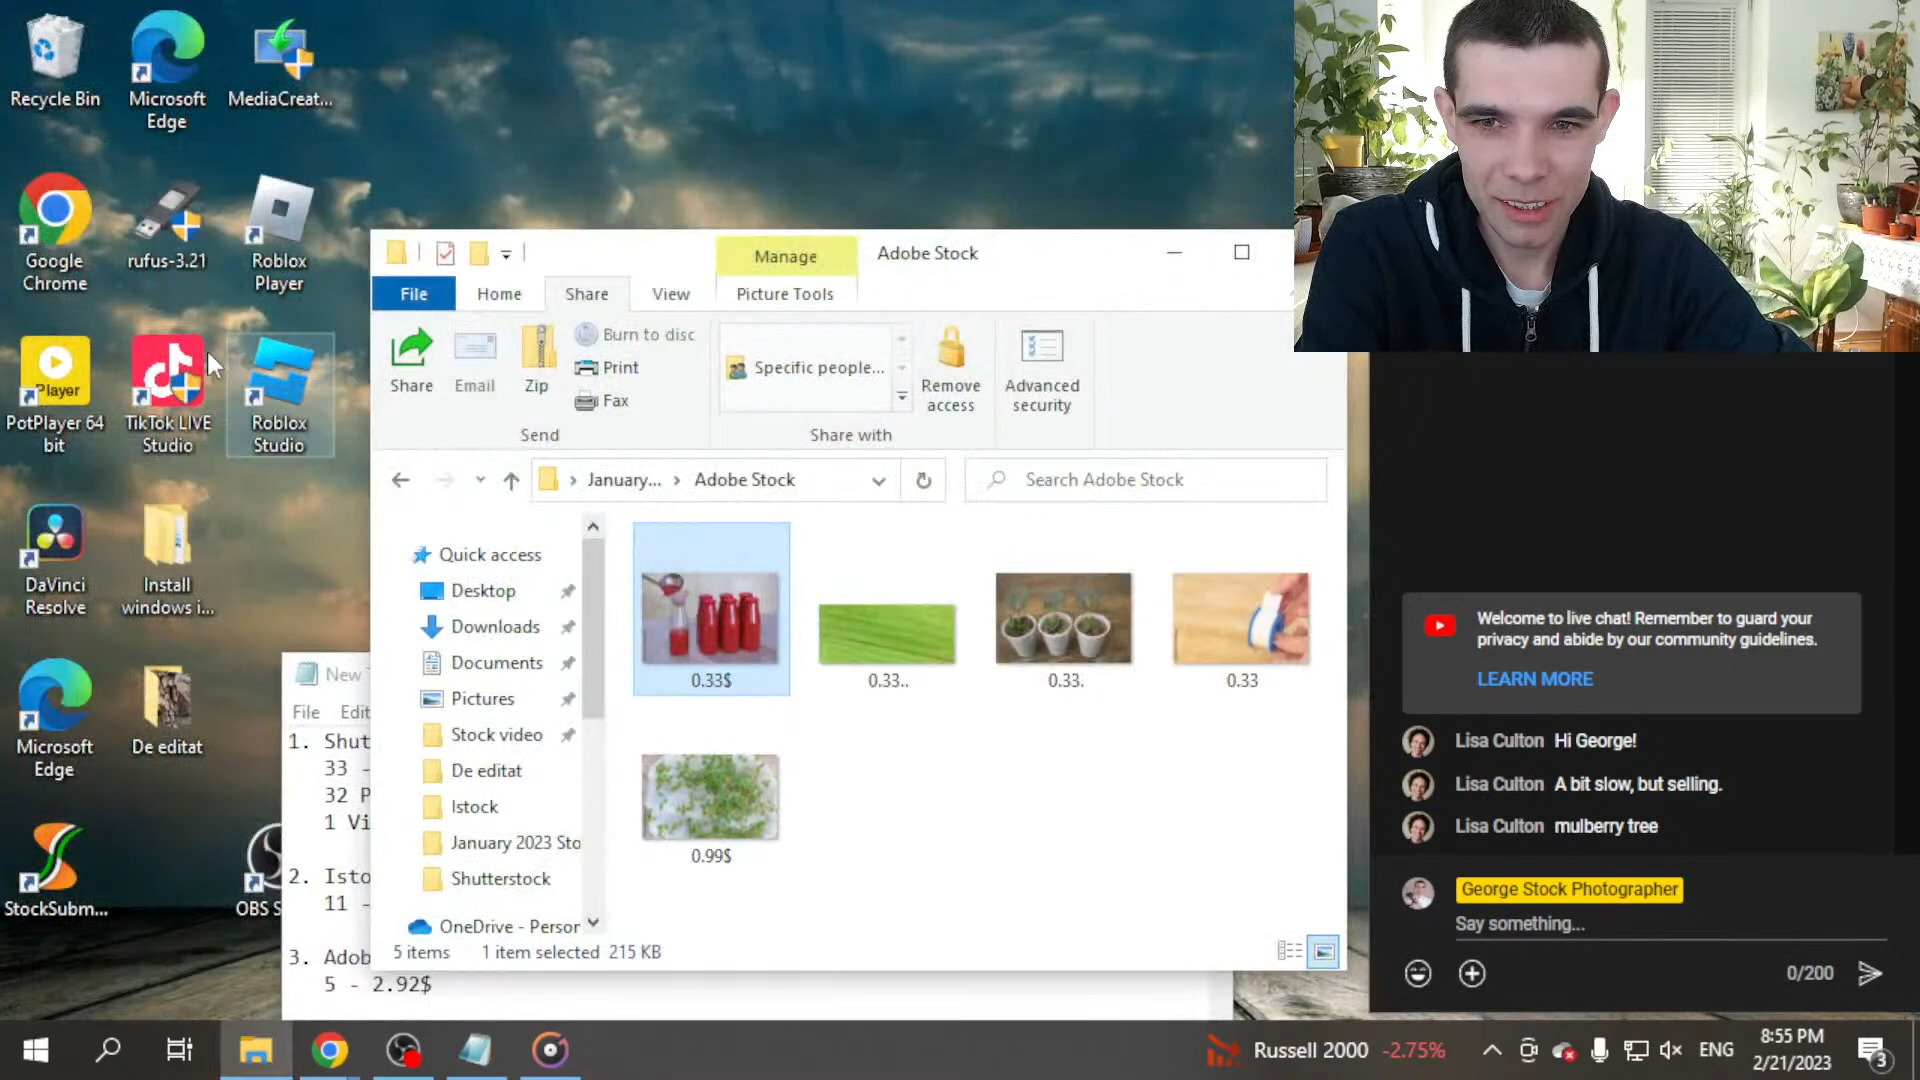 Recycle Bin
Microsoft
Edge
MediaCreat...
Google
Chrome
rufus-3.21
Roblox
Player
Player
PotPlayer 64
bit
TikTok LIVE
Studio
Roblox
Studio
DaVinci
Resolve
Install
windows i...
Microsoft
Edge
De editat
StockSubm...
OBS S
New
File Edit
1. Shut
33 -
32 P
1 Vi
2. Isto
11 -
3. Adob
5 - 2.92$
Manage
Adobe Stock
File
Home
Share
View
Picture Tools
Share
Email
Zip
Burn to disc
Print
Fax
Send
Specific people...
Remove
access
Advanced
security
Share with
January... > Adobe Stock
Search Adobe Stock
Quick access
Desktop
Downloads
Documents
Pictures
Stock video
De editat
Istock
January 2023 Sto
Shutterstock
OneDrive - Person
0.33$
0.33..
0.33.
0.33
0.99$
5 items
1 item selected 215 KB
Welcome to live chat! Remember to guard your
privacy and abide by our community guidelines.
LEARN MORE
Lisa Culton Hi George!
Lisa Culton A bit slow, but selling.
Lisa Culton mulberry tree
George Stock Photographer
Say something...
0/200
Russell 2000 -2.75%
ENG
8:55 PM
2/21/2023
3